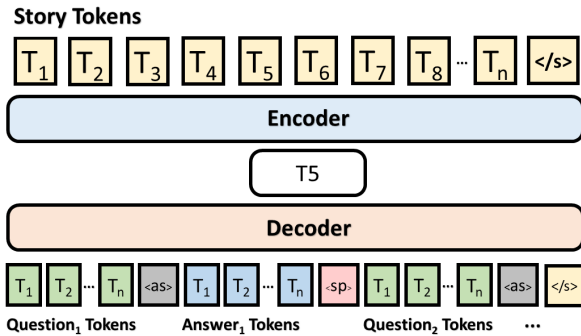 Story Tokens
T1 T2 T3 T4 T5 T6 T7 T8 ... Tn </s>
Encoder
T5
Decoder
T1 T2 ... Tn <as> T1 T2 ... Tn <sp> T1 T2 ... Tn <as> </s>
Question1 Tokens Answer1 Tokens Question2 Tokens ...